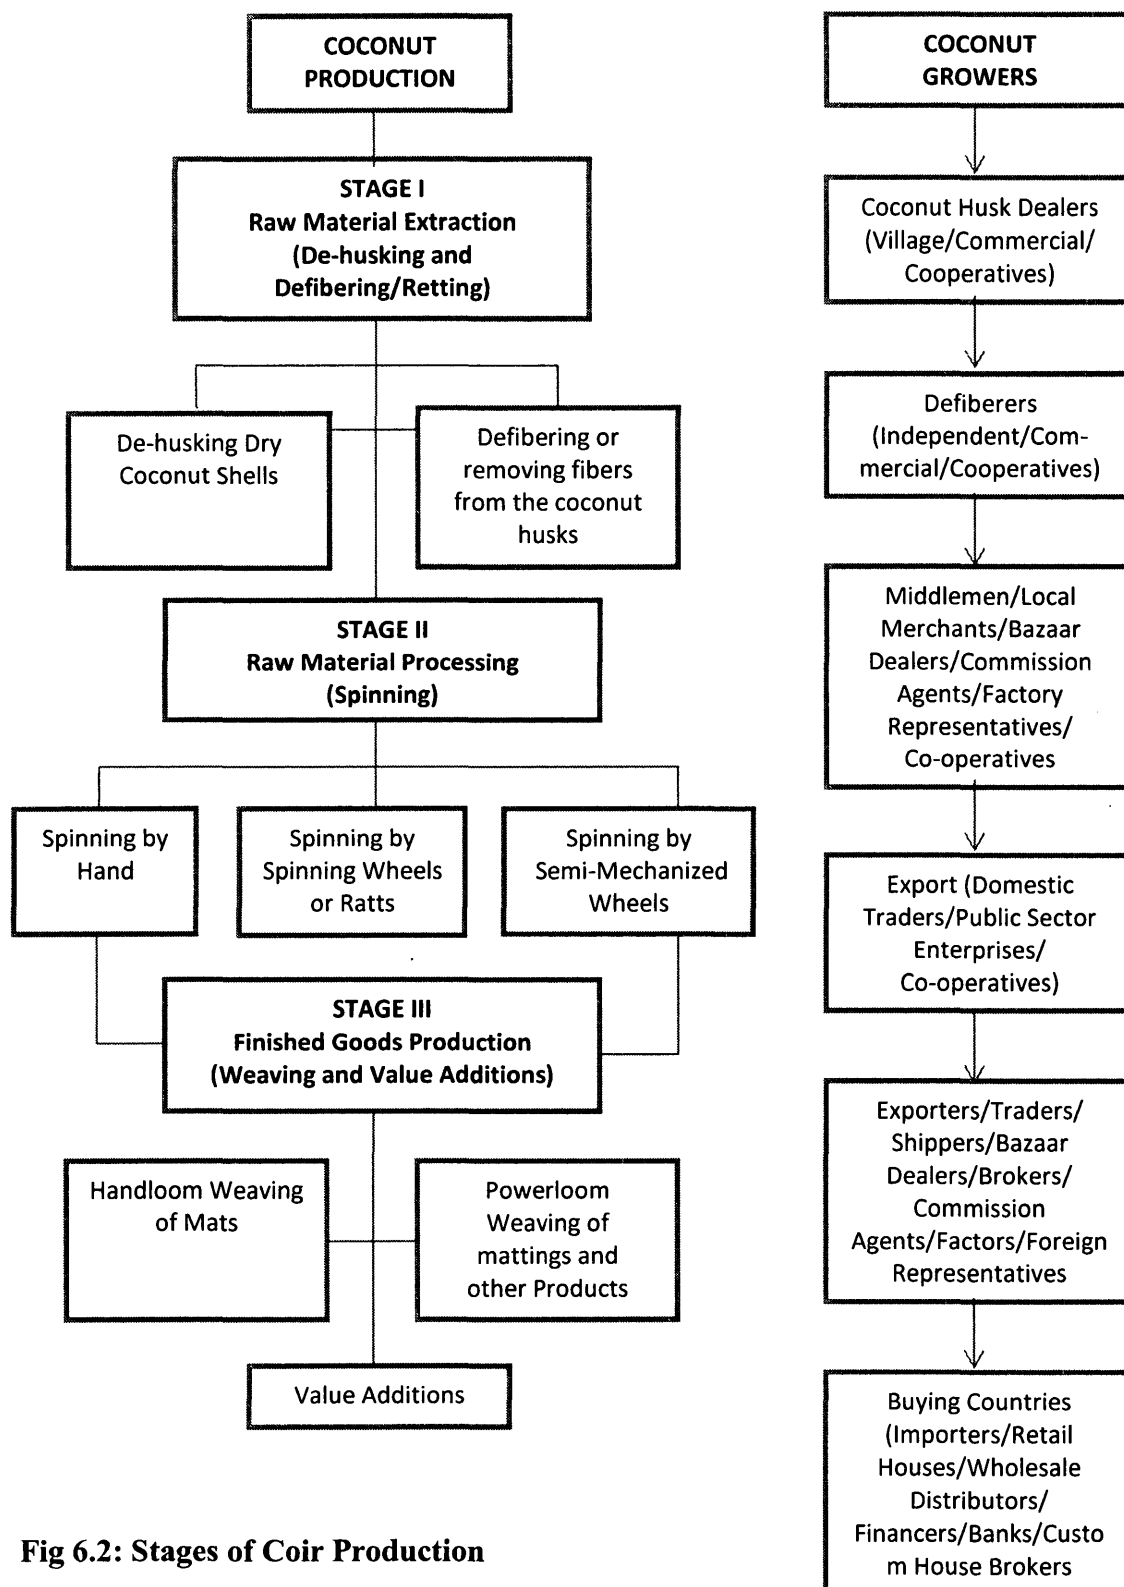 COCONUT
PRODUCTION
STAGE I
Raw Material Extraction
(De-husking and
Defibering/Retting)
De-husking Dry
Coconut Shells
Defibering or
removing fibers
from the coconut
husks
STAGE II
Raw Material Processing
(Spinning)
Spinning by
Hand
Spinning by
Spinning Wheels
or Ratts
Spinning by
Semi-Mechanized
Wheels
STAGE III
Finished Goods Production
(Weaving and Value Additions)
Handloom Weaving
of Mats
Powerloom
Weaving of
mattings and
other Products
Value Additions
COCONUT
GROWERS
Coconut Husk Dealers
(Village/Commercial/
Cooperatives)
Defiberers
(Independent/Com-
mercial/Cooperatives)
Middlemen/Local
Merchants/Bazaar
Dealers/Commission
Agents/Factory
Representatives/
Co-operatives
Export (Domestic
Traders/Public Sector
Enterprises/
Co-operatives)
Exporters/Traders/
Shippers/Bazaar
Dealers/Brokers/
Commission
Agents/Factors/Foreign
Representatives
Buying Countries
(Importers/Retail
Houses/Wholesale
Distributors/
Financers/Banks/Custo
m House Brokers
Fig 6.2: Stages of Coir Production